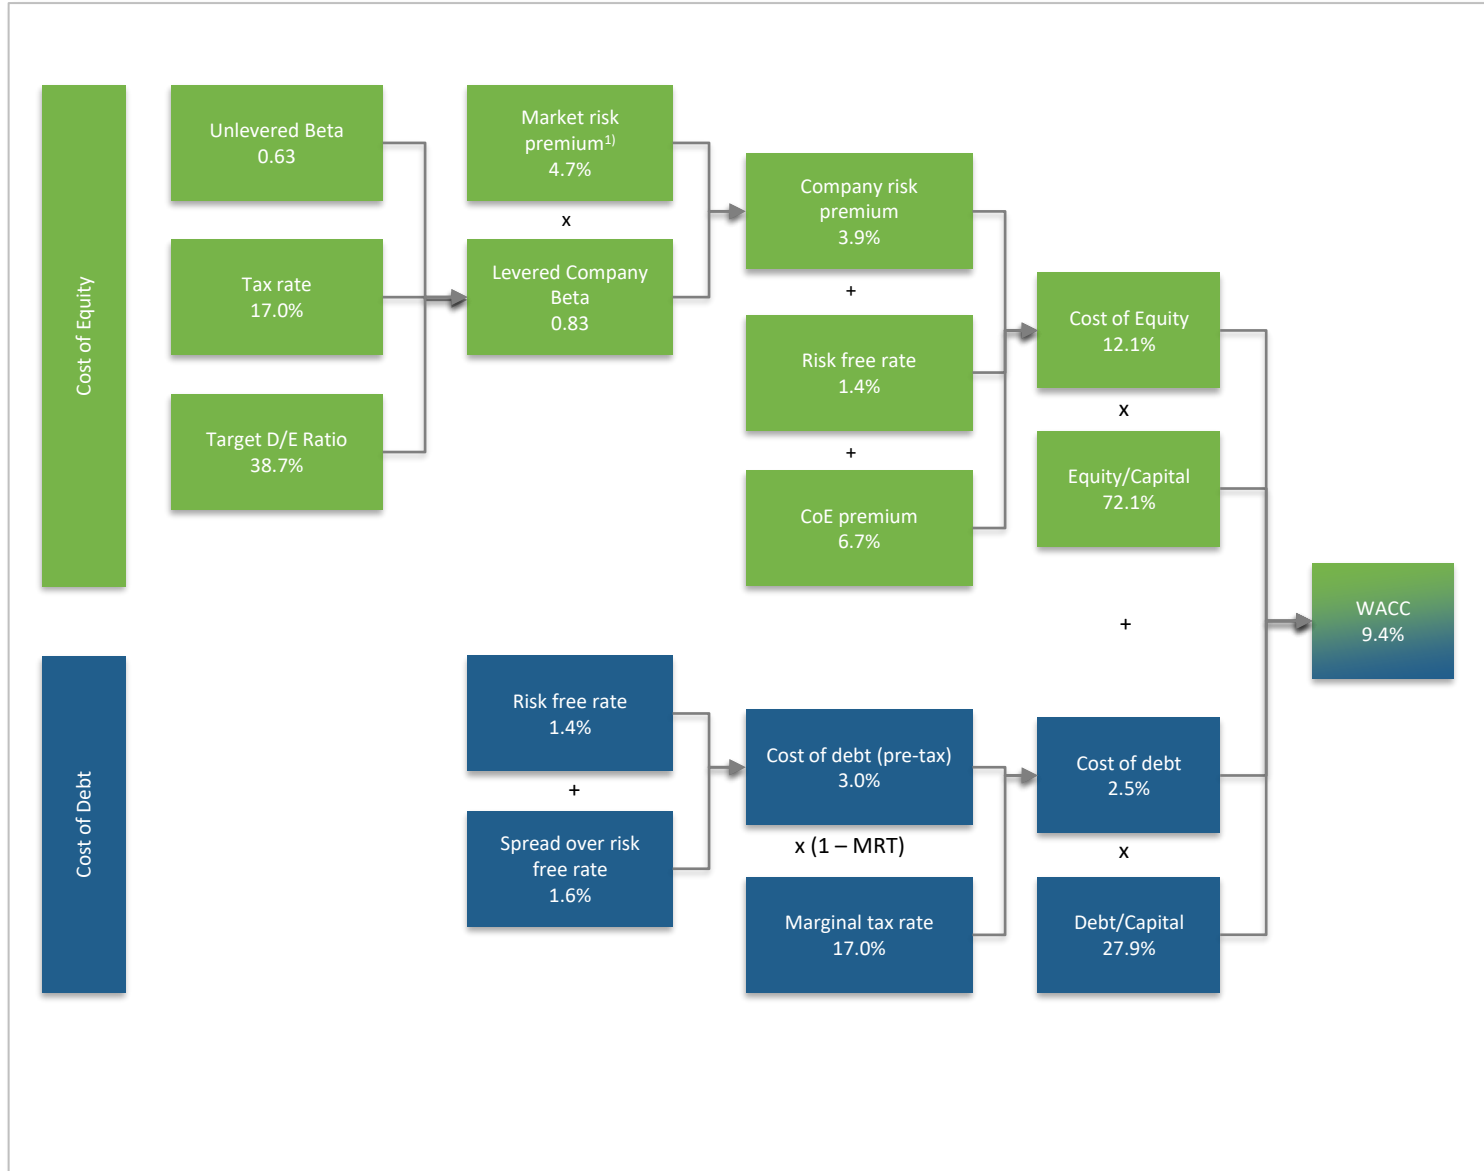 Cost of Equity
Unlevered Beta
0.63
Tax rate
17.0%
Target D/E Ratio
38.7%
Market risk
premium¹⁾
4.7%
x
Levered Company
Beta
0.83
Company risk
premium
3.9%
+
Risk free rate
1.4%
+
CoE premium
6.7%
Cost of Equity
12.1%
x
Equity/Capital
72.1%
+
WACC
9.4%
Cost of Debt
Risk free rate
1.4%
+
Spread over risk
free rate
1.6%
Cost of debt (pre-tax)
3.0%
x (1 – MRT)
Marginal tax rate
17.0%
Cost of debt
2.5%
x
Debt/Capital
27.9%